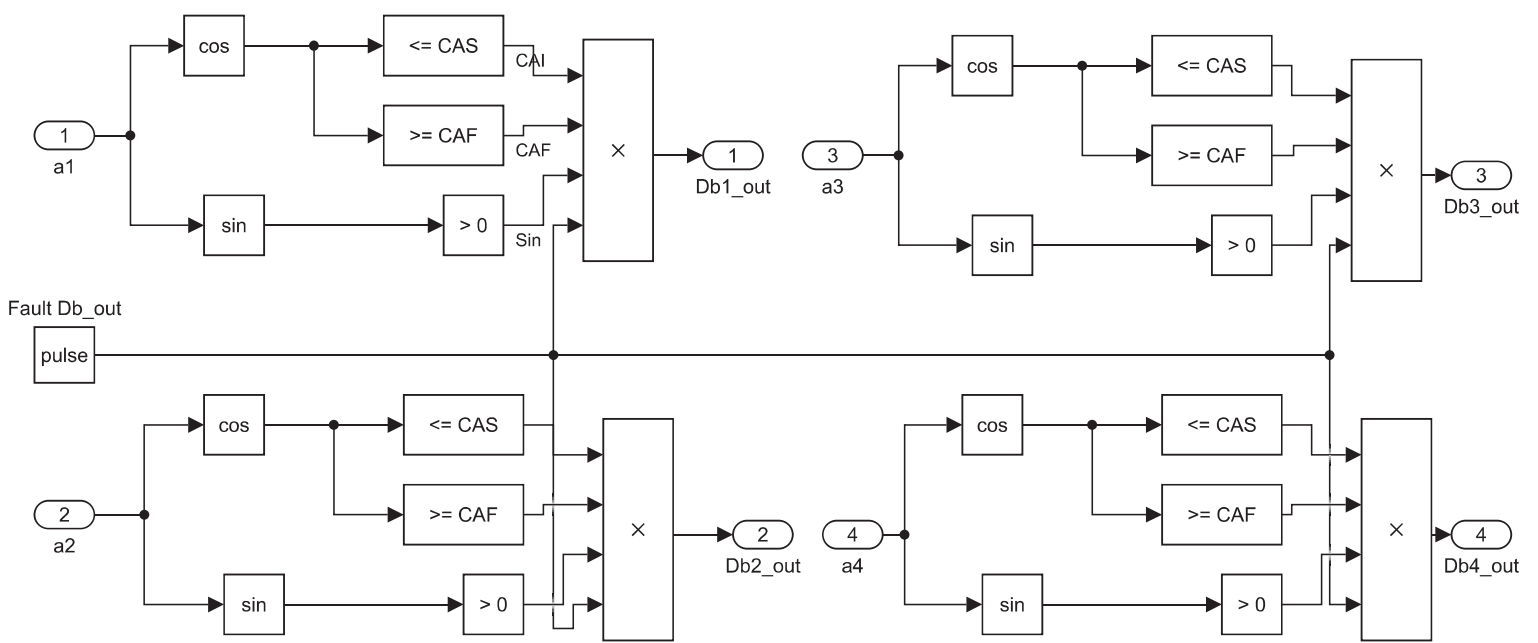 cos
<= CAS
CAI
>= CAF
CAF
1
a1
×
1
Db1_out
sin
> 0
Sin
cos
<= CAS
>= CAF
3
a3
×
3
Db3_out
sin
> 0
Fault Db_out
pulse
cos
<= CAS
>= CAF
2
a2
×
2
Db2_out
sin
> 0
cos
<= CAS
>= CAF
4
a4
×
4
Db4_out
sin
> 0